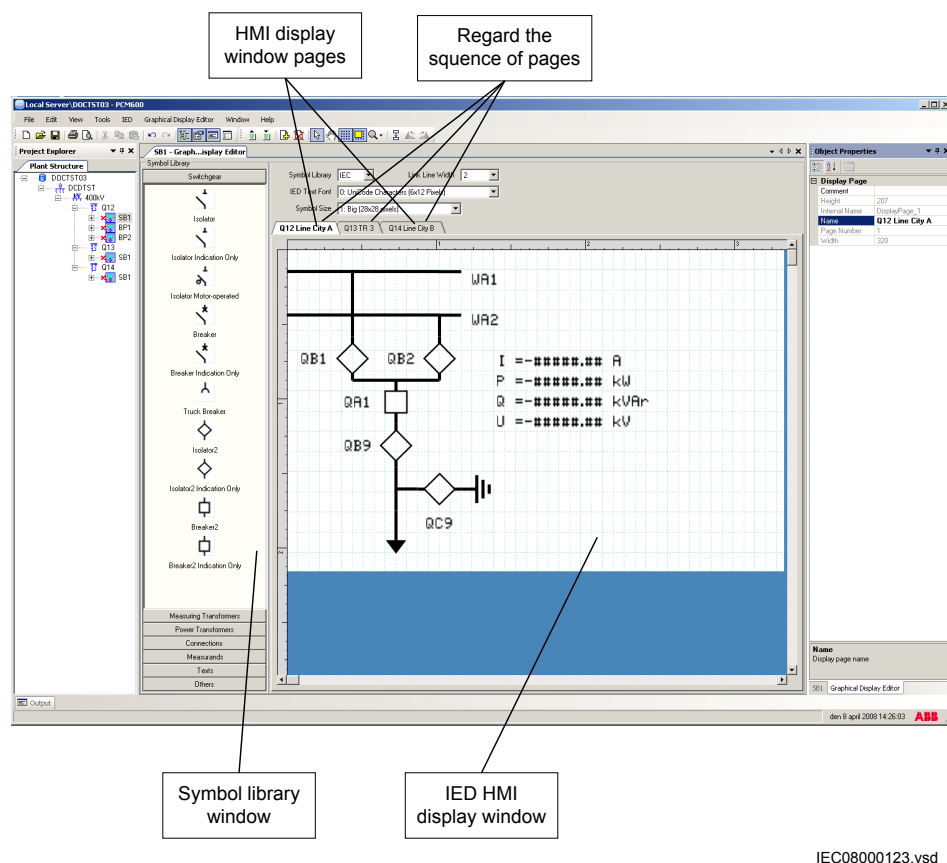 HMI display
window pages
Regard the
squence of pages
Local Server\DOCTST03 - PCM600
File Edit View Tools IED Graphical Display Editor Window Help
Project Explorer
Plant Structure
DOCTST03
DCDTST
400kV
Q12
SB1
BP1
BP2
Q13
SB1
Q14
SB1
SB1 - Graph...isplay Editor
Symbol Library
Switchgear
Isolator
Isolator Indication Only
Isolator Motor-operated
Breaker
Breaker Indication Only
Truck Breaker
Isolator2
Isolator2 Indication Only
Breaker2
Breaker2 Indication Only
Measuring Transformers
Power Transformers
Connections
Measurands
Texts
Others
Symbol Library IEC Link Line Width 2
IED Text Font 0: UniCode Characters (6x12 Pixels)
Symbol Size 1: Big (28x28 pixels)
Q12 Line City A Q13 TR 3 Q14 Line City B
1 2 3
2
WA1
WA2
QB1 QB2
QA1
QB9
QC9
I =-#####.## A
P =-#####.## kW
Q =-#####.## kVAr
U =-#####.## kV
Object Properties
Display Page
Comment
Height 207
Internal Name DisplayPage_1
Name Q12 Line City A
Page Number 1
Width 320
Name
Display page name
SB1 Graphical Display Editor
Output
den 8 april 2008 14:26:03 ABB
Symbol library
window
IED HMI
display window
IEC08000123.vsd